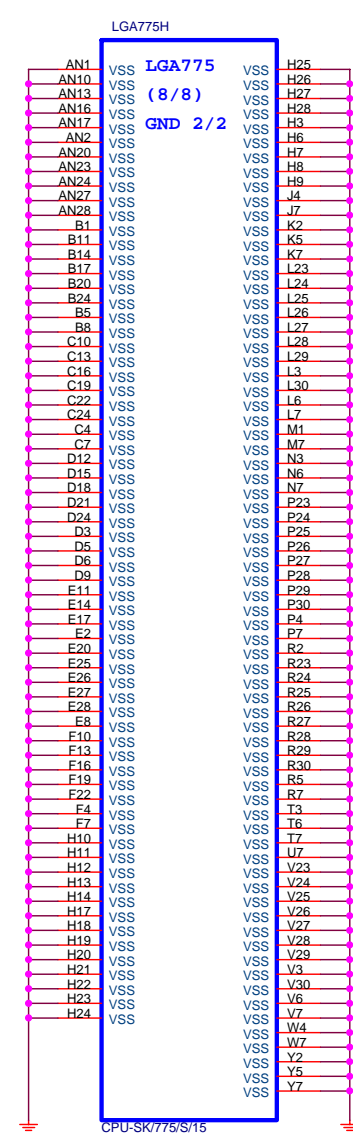 LGA775H
LGA775
(8/8)
GND 2/2
AN1 VSS VSS H25
AN10 VSS VSS H26
AN13 VSS VSS H27
AN16 VSS VSS H28
AN17 VSS VSS H3
AN2 VSS VSS H6
AN20 VSS VSS H7
AN23 VSS VSS H8
AN24 VSS VSS H9
AN27 VSS VSS J4
AN28 VSS VSS J7
B1 VSS VSS K2
B11 VSS VSS K5
B14 VSS VSS K7
B17 VSS VSS L23
B20 VSS VSS L24
B24 VSS VSS L25
B5 VSS VSS L26
B8 VSS VSS L27
C10 VSS VSS L28
C13 VSS VSS L29
C16 VSS VSS L3
C19 VSS VSS L30
C22 VSS VSS L6
C24 VSS VSS L7
C4 VSS VSS M1
C7 VSS VSS M7
D12 VSS VSS N3
D15 VSS VSS N6
D18 VSS VSS N7
D21 VSS VSS P23
D24 VSS VSS P24
D3 VSS VSS P25
D5 VSS VSS P26
D6 VSS VSS P27
D9 VSS VSS P28
E11 VSS VSS P29
E14 VSS VSS P30
E17 VSS VSS P4
E2 VSS VSS P7
E20 VSS VSS R2
E25 VSS VSS R23
E26 VSS VSS R24
E27 VSS VSS R25
E28 VSS VSS R26
E8 VSS VSS R27
F10 VSS VSS R28
F13 VSS VSS R29
F16 VSS VSS R30
F19 VSS VSS R5
F22 VSS VSS R7
F4 VSS VSS T3
F7 VSS VSS T6
H10 VSS VSS T7
H11 VSS VSS U7
H12 VSS VSS V23
H13 VSS VSS V24
H14 VSS VSS V25
H17 VSS VSS V26
H18 VSS VSS V27
H19 VSS VSS V28
H20 VSS VSS V29
H21 VSS VSS V3
H22 VSS VSS V30
H23 VSS VSS V6
H24 VSS VSS V7
VSS W4
VSS W7
VSS Y2
VSS Y5
VSS Y7
CPU-SK/775/S/15